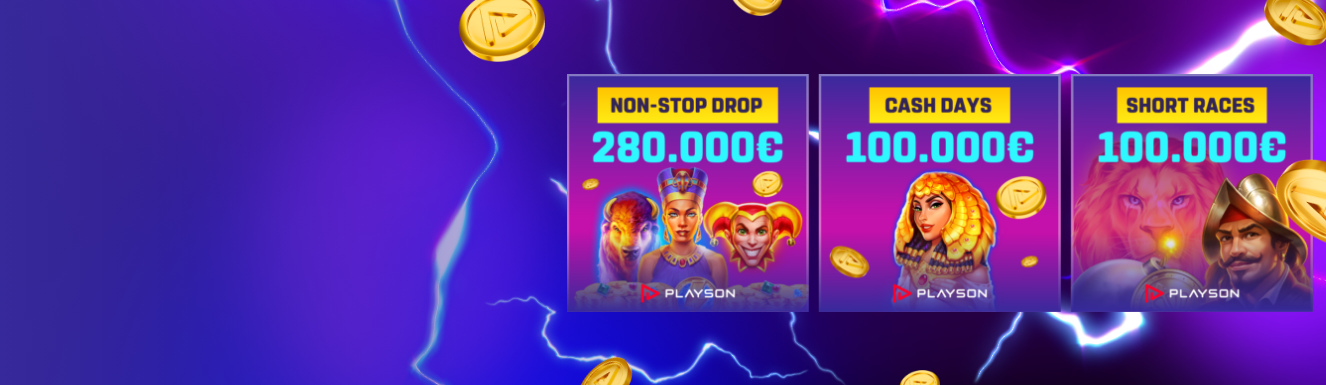 NON-STOP DROP
280.000€
PLAYSON
CASH DAYS
100.000€
PLAYSON
SHORT RACES
100.000€
PLAYSON